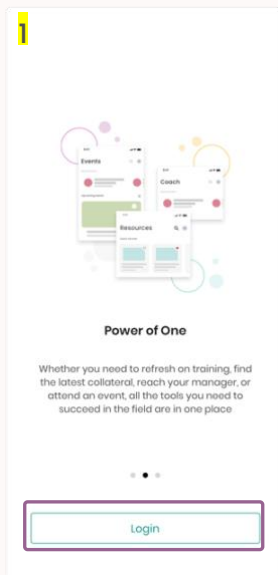 1
Events
Coach
Resources
Power of One
Whether you need to refresh on training, find
the latest collateral, reach your manager, or
attend an event, all the tools you need to
succeed in the field are in one place
Login